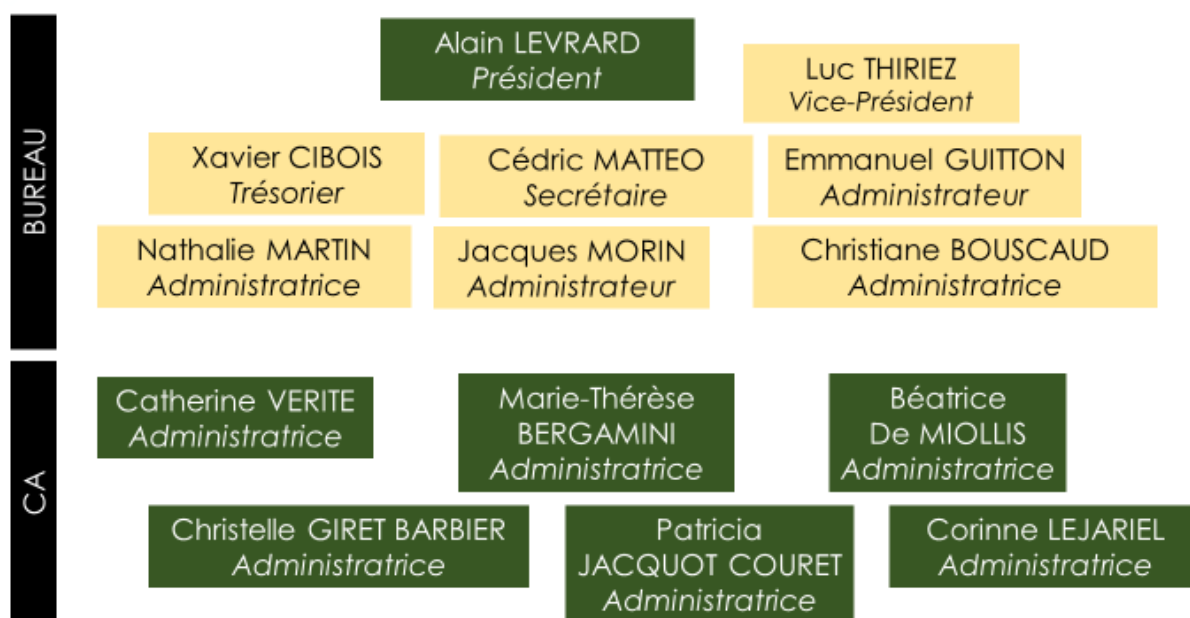 BUREAU
Alain LEVRARD
Président
Luc THIRIEZ
Vice-Président
Xavier CIBOIS
Trésorier
Cédric MATTEO
Secrétaire
Emmanuel GUITTON
Administrateur
Nathalie MARTIN
Administratrice
Jacques MORIN
Administrateur
Christiane BOUSCAUD
Administratrice
CA
Catherine VERITE
Administratrice
Marie-Thérèse
BERGAMINI
Administratrice
Béatrice
De MIOLLIS
Administratrice
Christelle GIRET BARBIER
Administratrice
Patricia
JACQUOT COURET
Administratrice
Corinne LEJARIEL
Administratrice